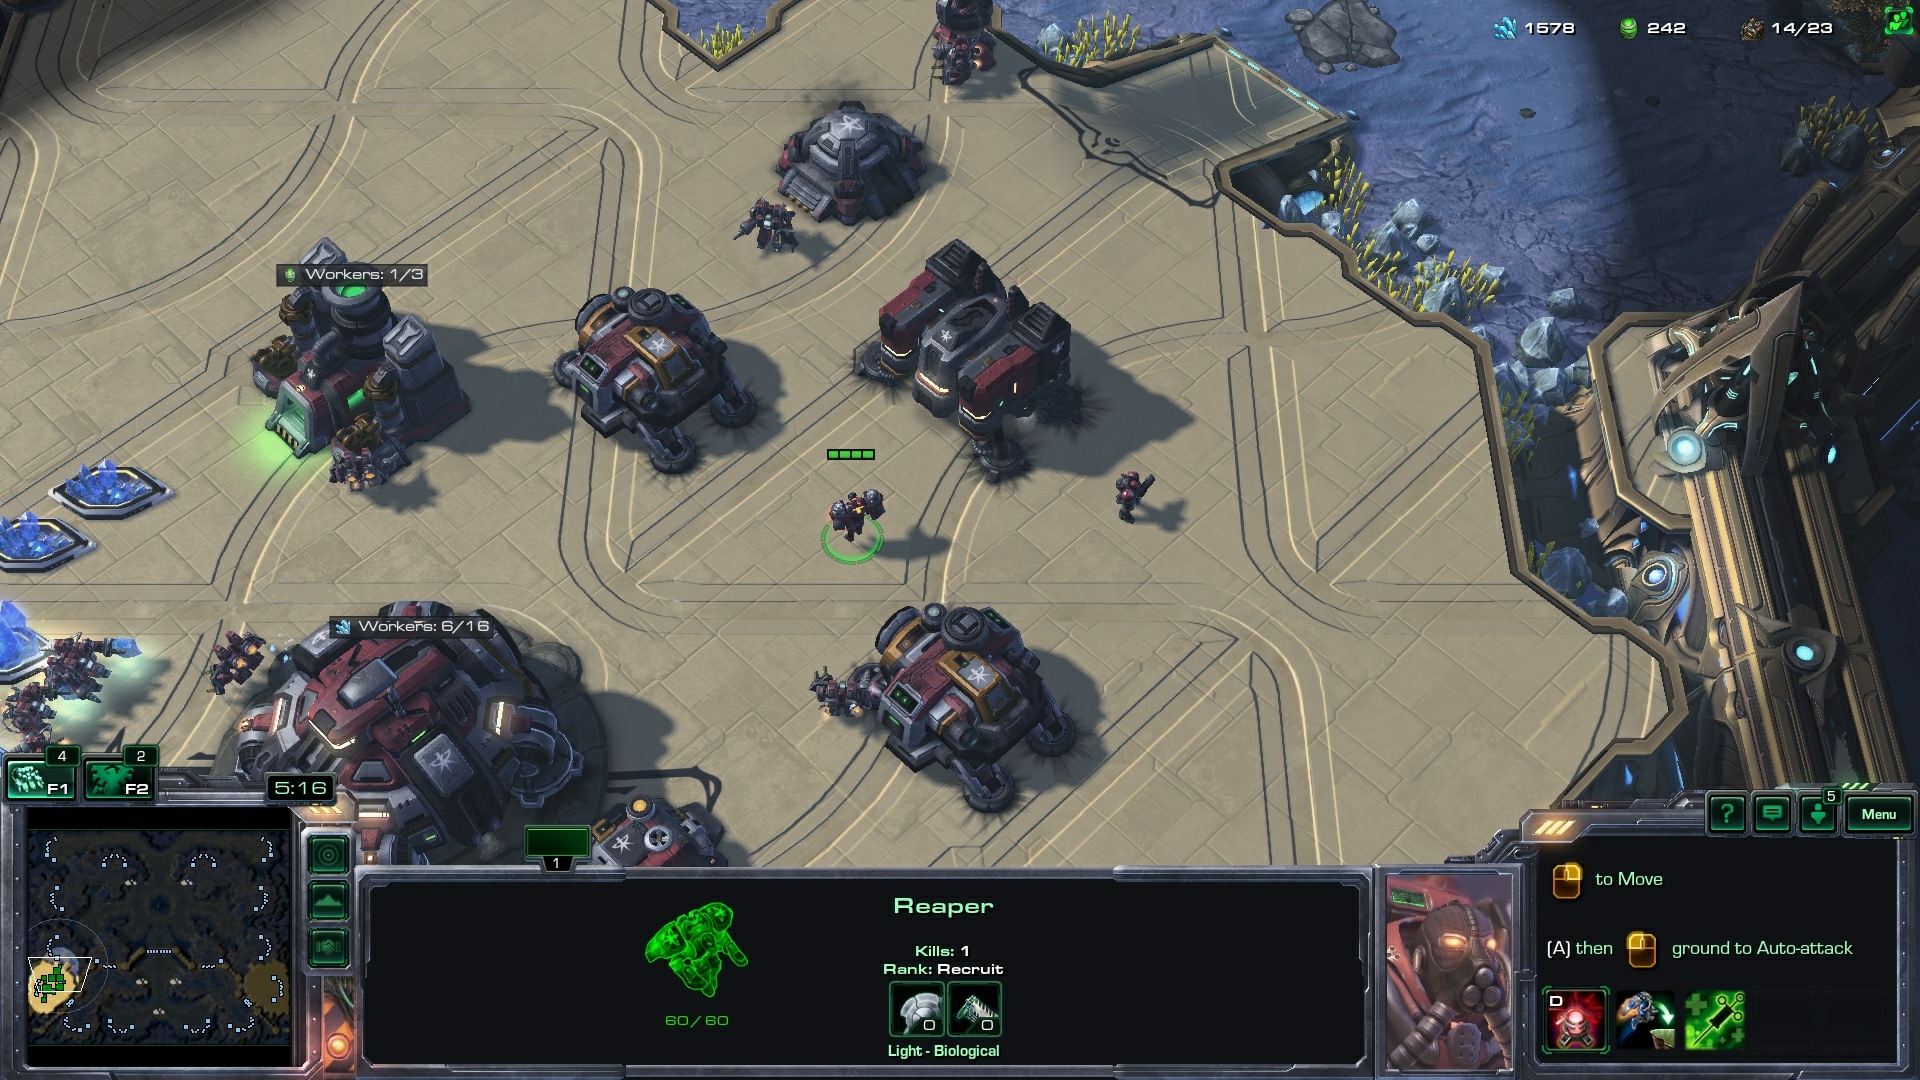 1578
242
14/23
Workers: 1/3
Workers: 6/16
4
F1
2
F2
5:16
1
Reaper
Kills: 1
Rank: Recruit
0
0
60/60
Light - Biological
?
5
Menu
to Move
(A) then
ground to Auto-attack
D